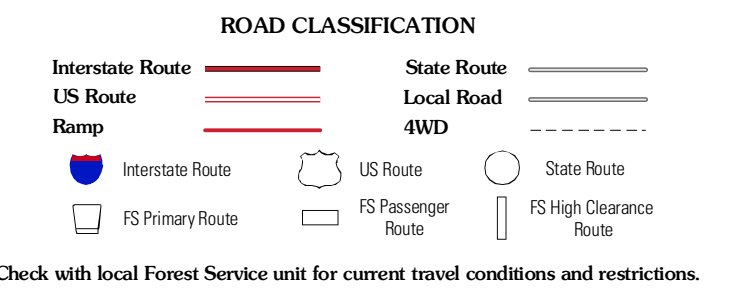 ROAD CLASSIFICATION
Interstate Route
State Route
US Route
Local Road
Ramp
4WD
Interstate Route
US Route
State Route
FS Primary Route
FS Passenger
Route
FS High Clearance
Route
Check with local Forest Service unit for current travel conditions and restrictions.